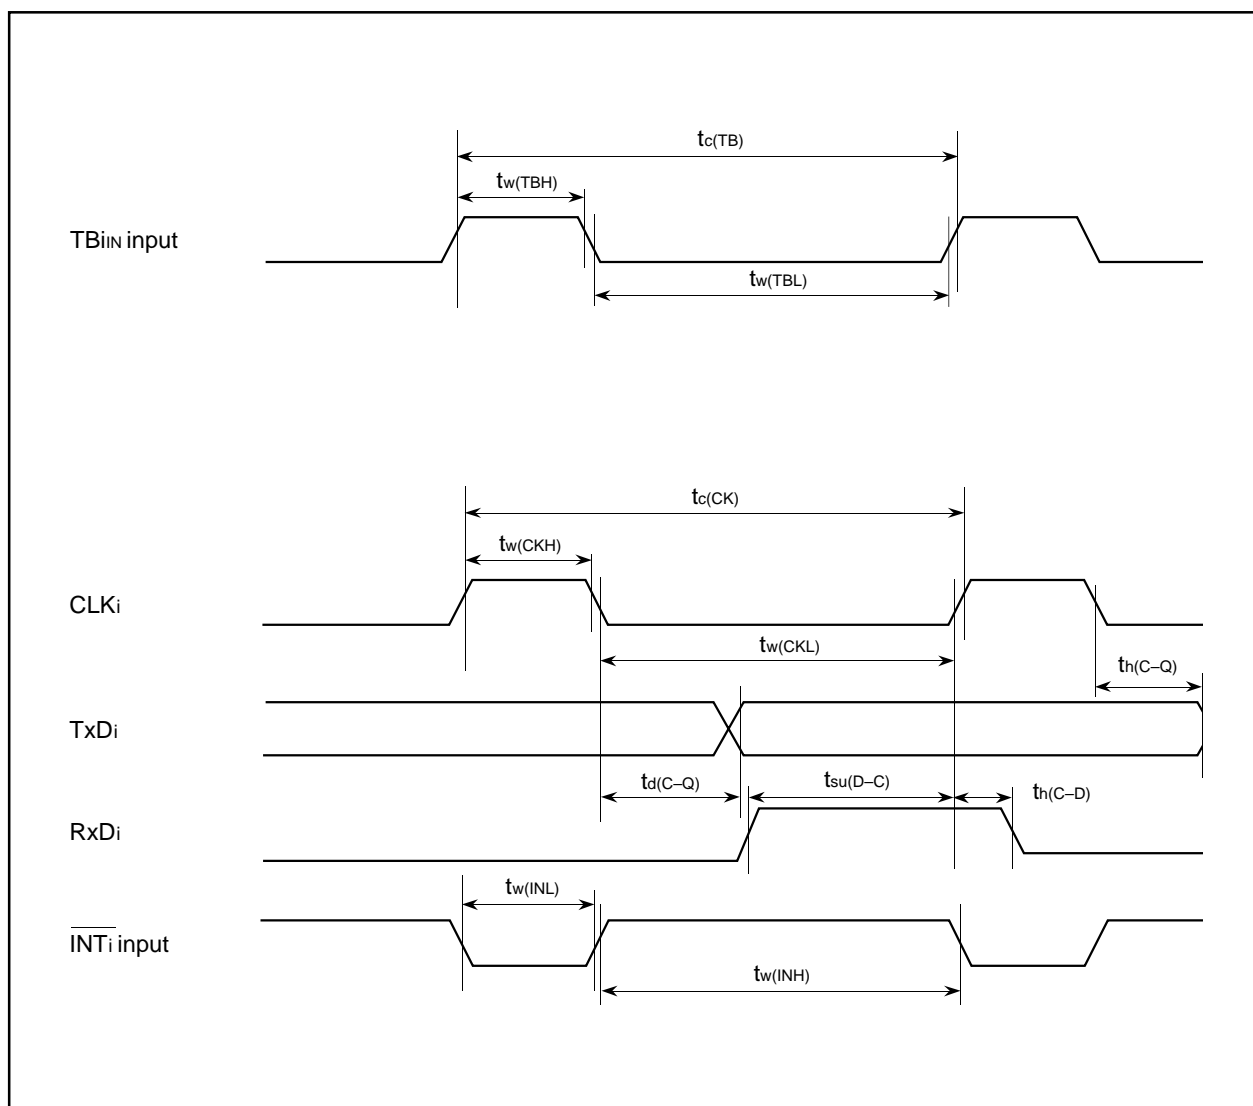 tc(TB)
tw(TBH)
TBiIN input
tw(TBL)
tc(CK)
tw(CKH)
CLKi
tw(CKL)
th(C–Q)
TxDi
td(C–Q)
tsu(D–C)
th(C–D)
RxDi
tw(INL)
INTi input
tw(INH)